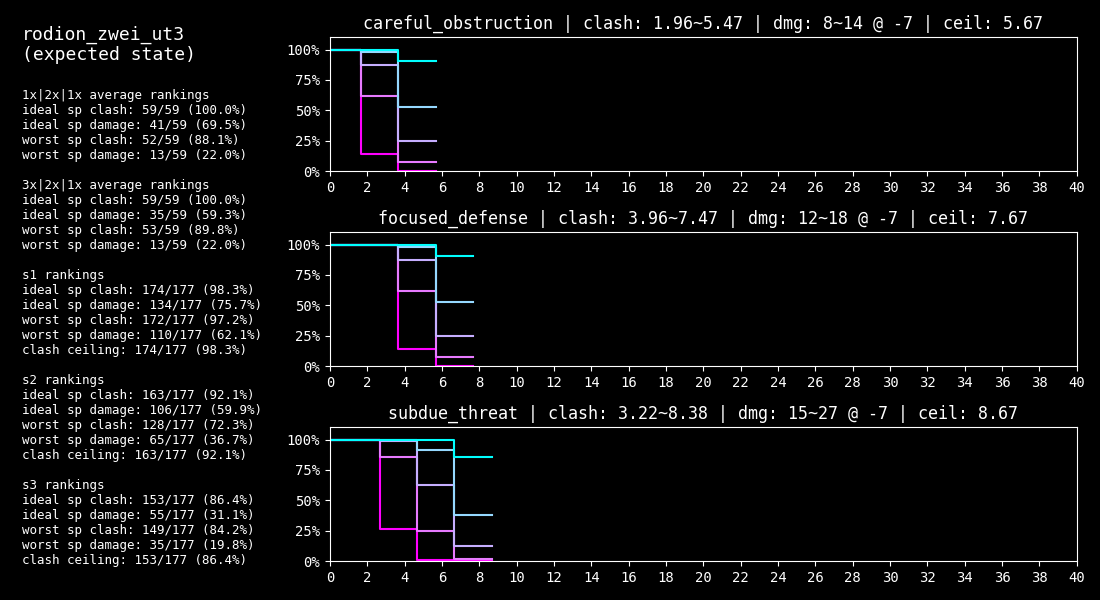 rodion_zwei_ut3
(expected state)
1x|2x|1x average rankings
ideal sp clash: 59/59 (100.0%)
ideal sp damage: 41/59 (69.5%)
worst sp clash: 52/59 (88.1%)
worst sp damage: 13/59 (22.0%)
3x|2x|1x average rankings
ideal sp clash: 59/59 (100.0%)
ideal sp damage: 35/59 (59.3%)
worst sp clash: 53/59 (89.8%)
worst sp damage: 13/59 (22.0%)
s1 rankings
ideal sp clash: 174/177 (98.3%)
ideal sp damage: 134/177 (75.7%)
worst sp clash: 172/177 (97.2%)
worst sp damage: 110/177 (62.1%)
clash ceiling: 174/177 (98.3%)
s2 rankings
ideal sp clash: 163/177 (92.1%)
ideal sp damage: 106/177 (59.9%)
worst sp clash: 128/177 (72.3%)
worst sp damage: 65/177 (36.7%)
clash ceiling: 163/177 (92.1%)
s3 rankings
ideal sp clash: 153/177 (86.4%)
ideal sp damage: 55/177 (31.1%)
worst sp clash: 149/177 (84.2%)
worst sp damage: 35/177 (19.8%)
clash ceiling: 153/177 (86.4%)
careful_obstruction | clash: 1.96~5.47 | dmg: 8~14 @ -7 | ceil: 5.67
100%
75%
50%
25%
0%
0 2 4 6 8 10 12 14 16 18 20 22 24 26 28 30 32 34 36 38 40
focused_defense | clash: 3.96~7.47 | dmg: 12~18 @ -7 | ceil: 7.67
100%
75%
50%
25%
0%
0 2 4 6 8 10 12 14 16 18 20 22 24 26 28 30 32 34 36 38 40
subdue_threat | clash: 3.22~8.38 | dmg: 15~27 @ -7 | ceil: 8.67
100%
75%
50%
25%
0%
0 2 4 6 8 10 12 14 16 18 20 22 24 26 28 30 32 34 36 38 40